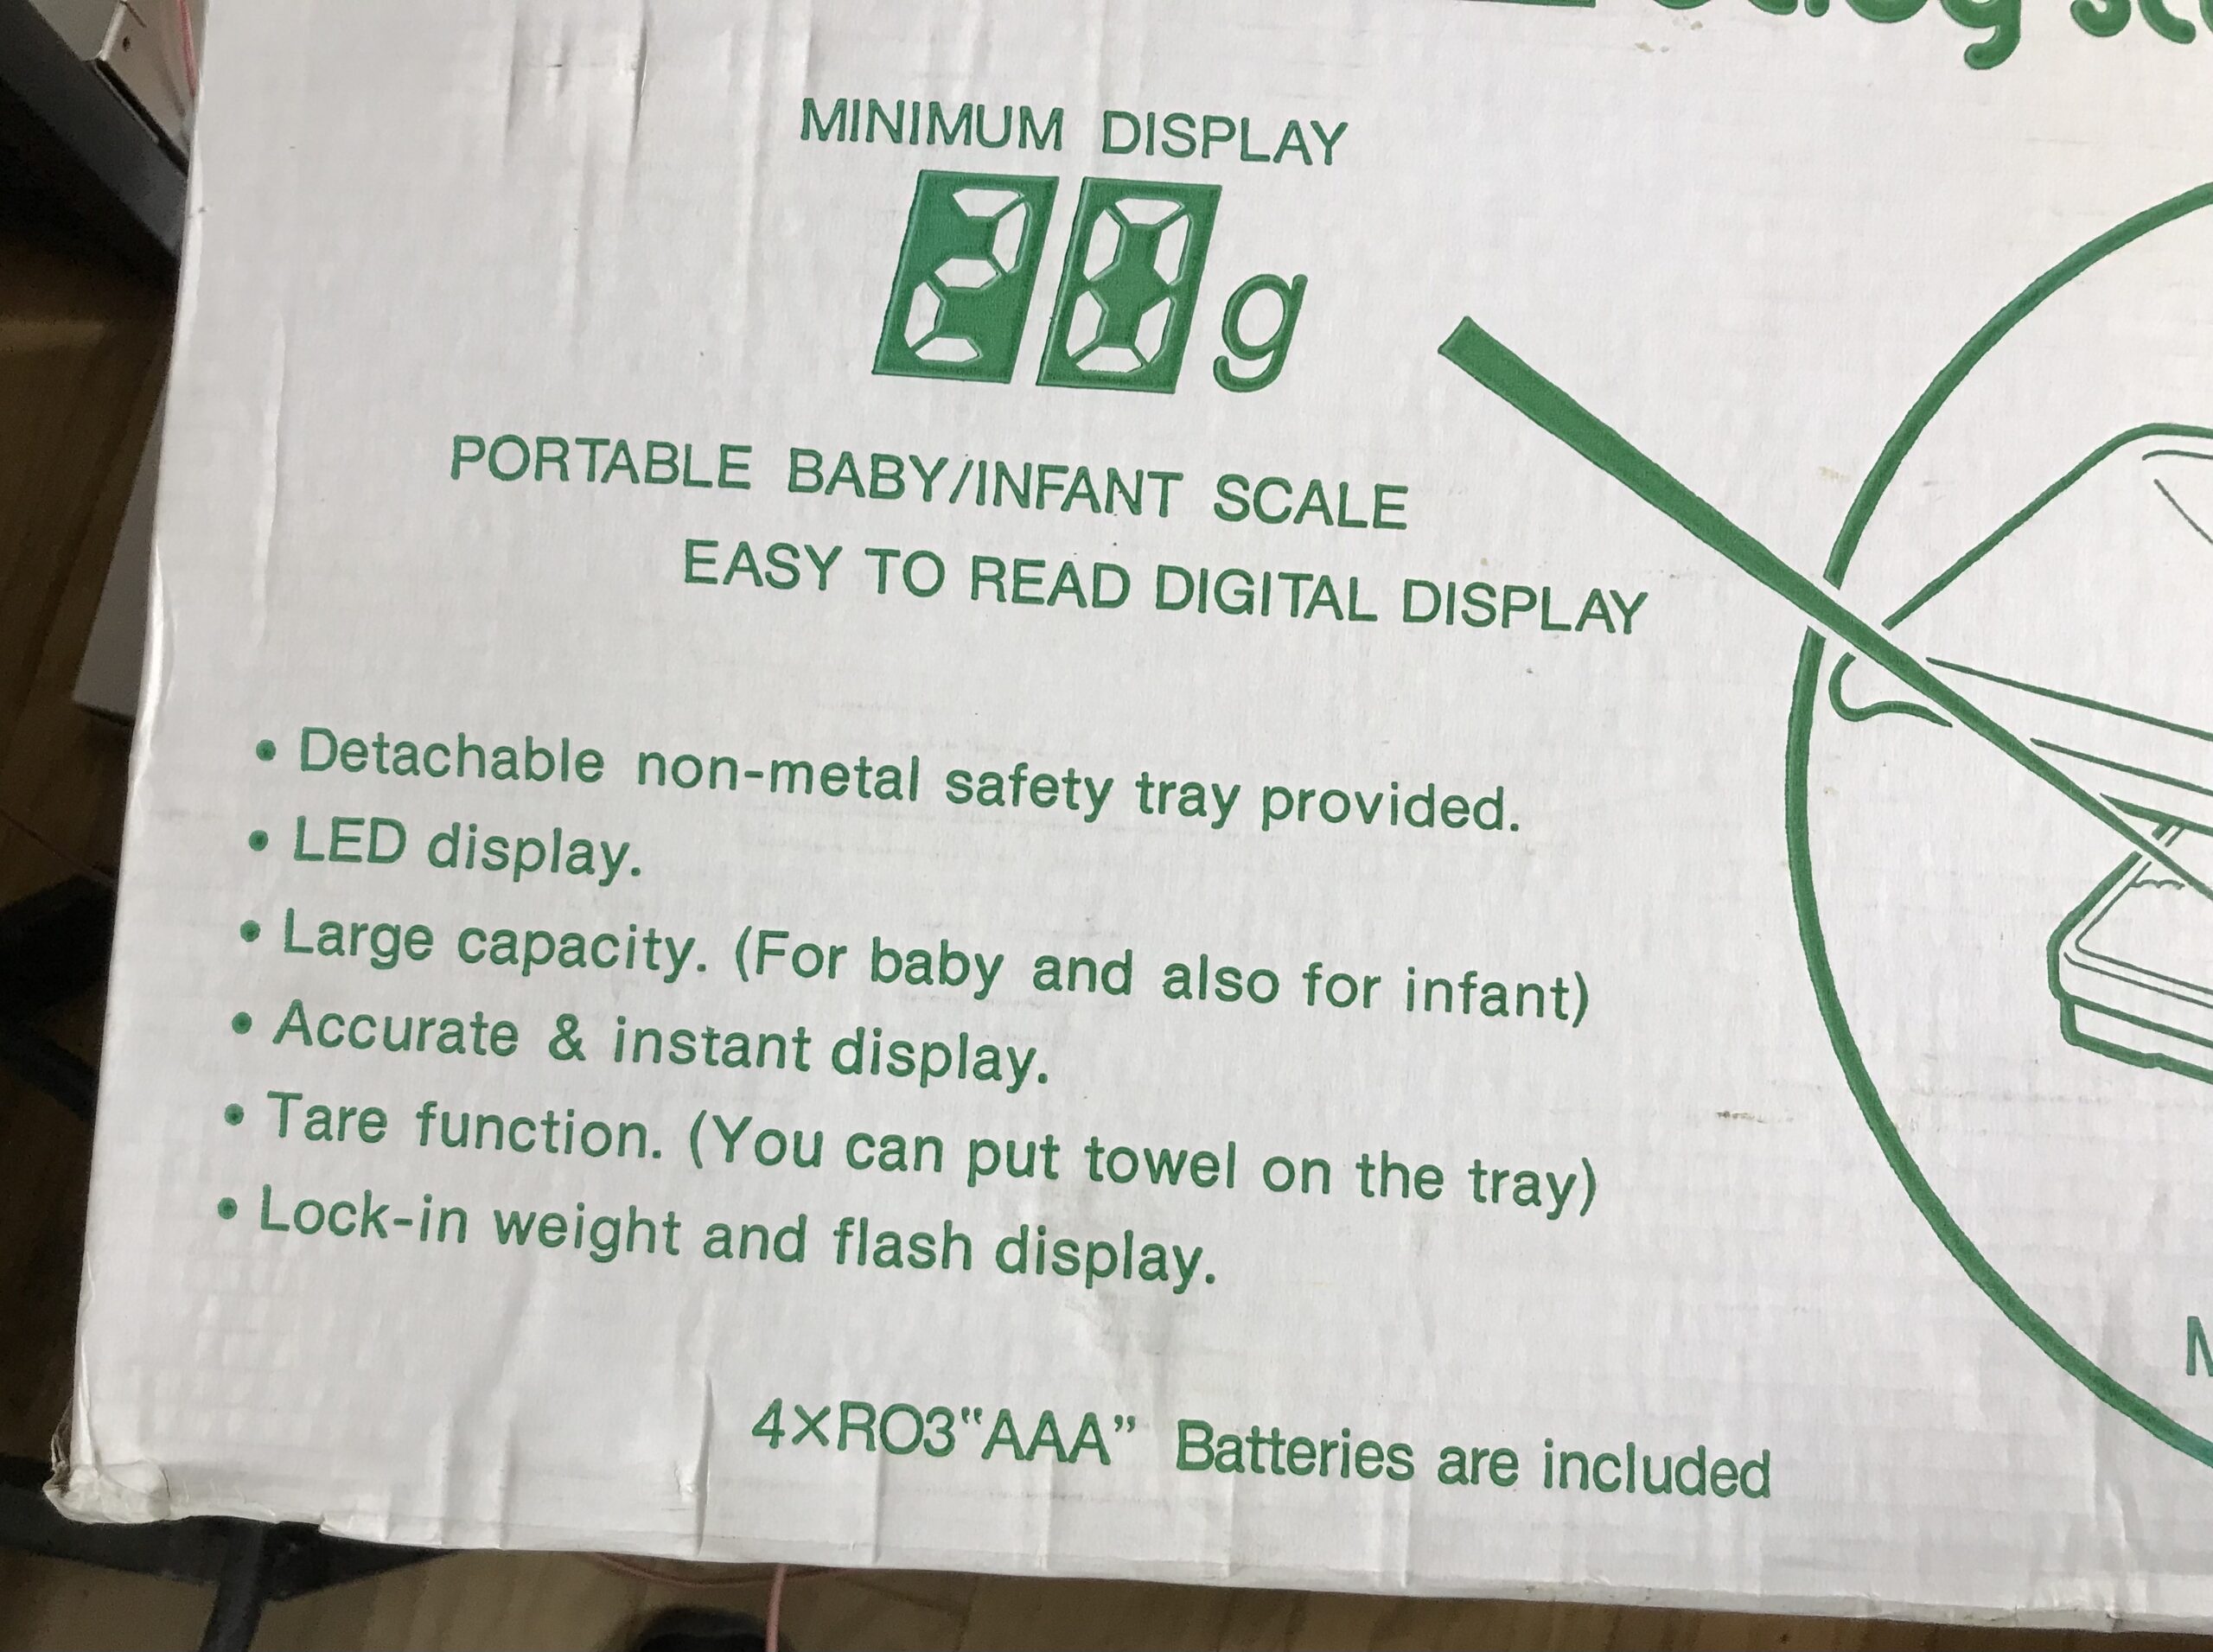 MINIMUM DISPLAY
20g
PORTABLE BABY/INFANT SCALE
EASY TO READ DIGITAL DISPLAY
• Detachable non-metal safety tray provided.
• LED display.
• Large capacity. (For baby and also for infant)
• Accurate & instant display.
• Tare function. (You can put towel on the tray)
• Lock-in weight and flash display.
4×RO3"AAA" Batteries are included